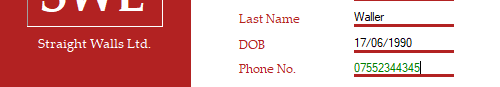 SWL
Straight Walls Ltd.
Last Name Waller
DOB 17/06/1990
Phone No. 07552344345